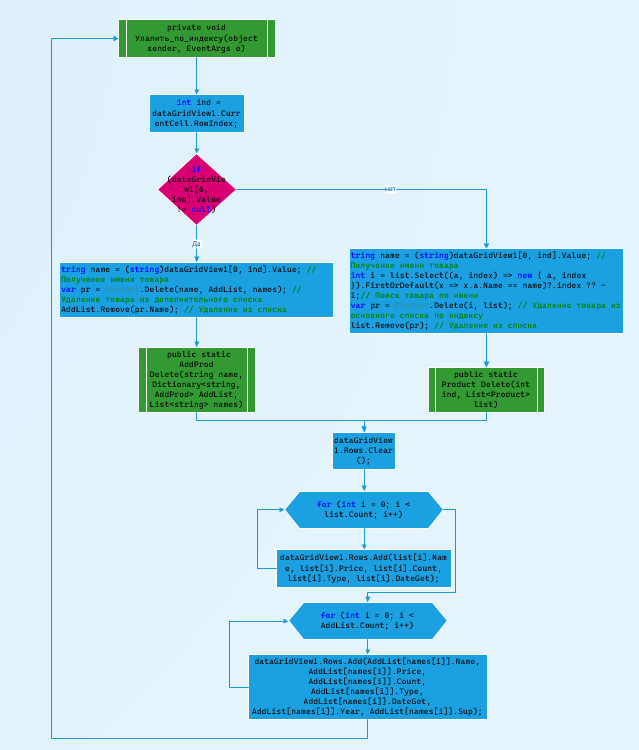 private void
Улалить_по_индексу(object
sender, EventArgs e)
int ind =
dataGridView1.Curr
entCell.RowIndex;
if
(dataGridVie
w1[6,
ind].Value
!= null)
нет
Да
tring name = (string)dataGridView1[0, ind].Value; //
Получение имени товара
var pr = Product.Delete(name, AddList, names); //
Удаление товара из дополнительного списка
AddList.Remove(pr.Name); // Удаление из списка
tring name = (string)dataGridView1[0, ind].Value; //
Получение имени товара
int i = list.Select((a, index) => new { a, index
}).FirstOrDefault(x => x.a.Name == name)?.index ?? -
1;// Поиск товара по имени
var pr = Product.Delete(i, list); // Удаление товара из
основного списка по индексу
list.Remove(pr); // Удаление из списка
public static
AddProd
Delete(string name,
Dictionary<string,
AddProd> AddList,
List<string> names)
public static
Product Delete(int
ind, List<Product>
list)
dataGridView
1.Rows.Clear
();
for (int i = 0; i <
list.Count; i++)
dataGridView1.Rows.Add(list[i].Nam
e, list[i].Price, list[i].Count,
list[i].Type, list[i].DateGet);
for (int i = 0; i <
AddList.Count; i++)
dataGridView1.Rows.Add(AddList[names[i]].Name,
AddList[names[i]].Price,
AddList[names[i]].Count,
AddList[names[i]].Type,
AddList[names[i]].DateGet,
AddList[names[i]].Year, AddList[names[i]].Sup);